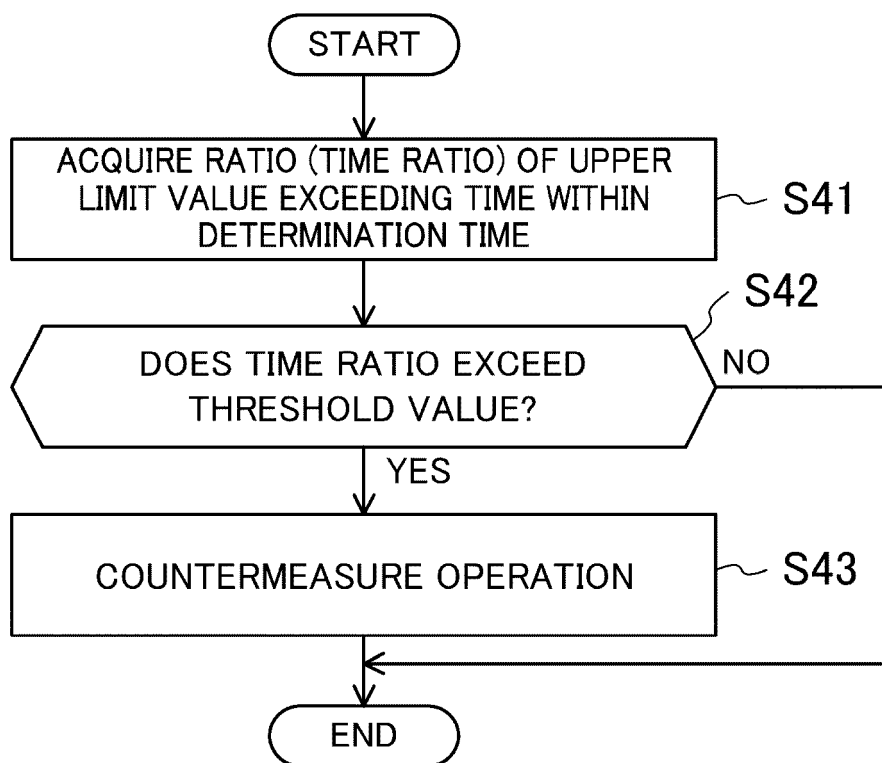 START
ACQUIRE RATIO (TIME RATIO) OF UPPER
LIMIT VALUE EXCEEDING TIME WITHIN
DETERMINATION TIME
S41
S42
DOES TIME RATIO EXCEED
THRESHOLD VALUE?
NO
YES
COUNTERMEASURE OPERATION
S43
END